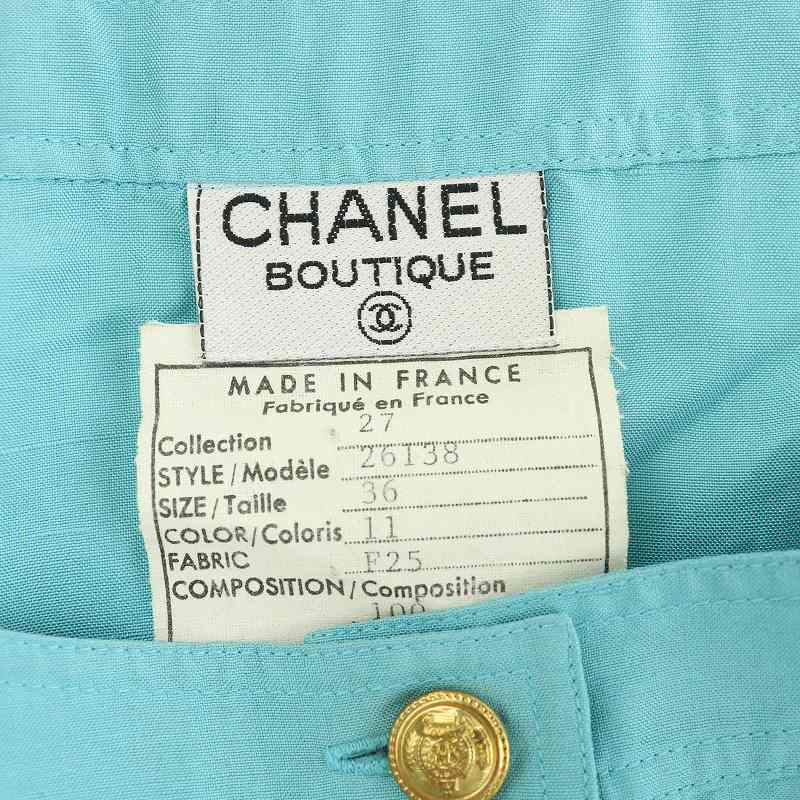 CHANEL
BOUTIQUE
MADE IN FRANCE
Fabriqué en France
Collection 27
STYLE/Modèle 26138
SIZE/Taille 36
COLOR/Coloris 11
FABRIC F25
COMPOSITION/Composition
100